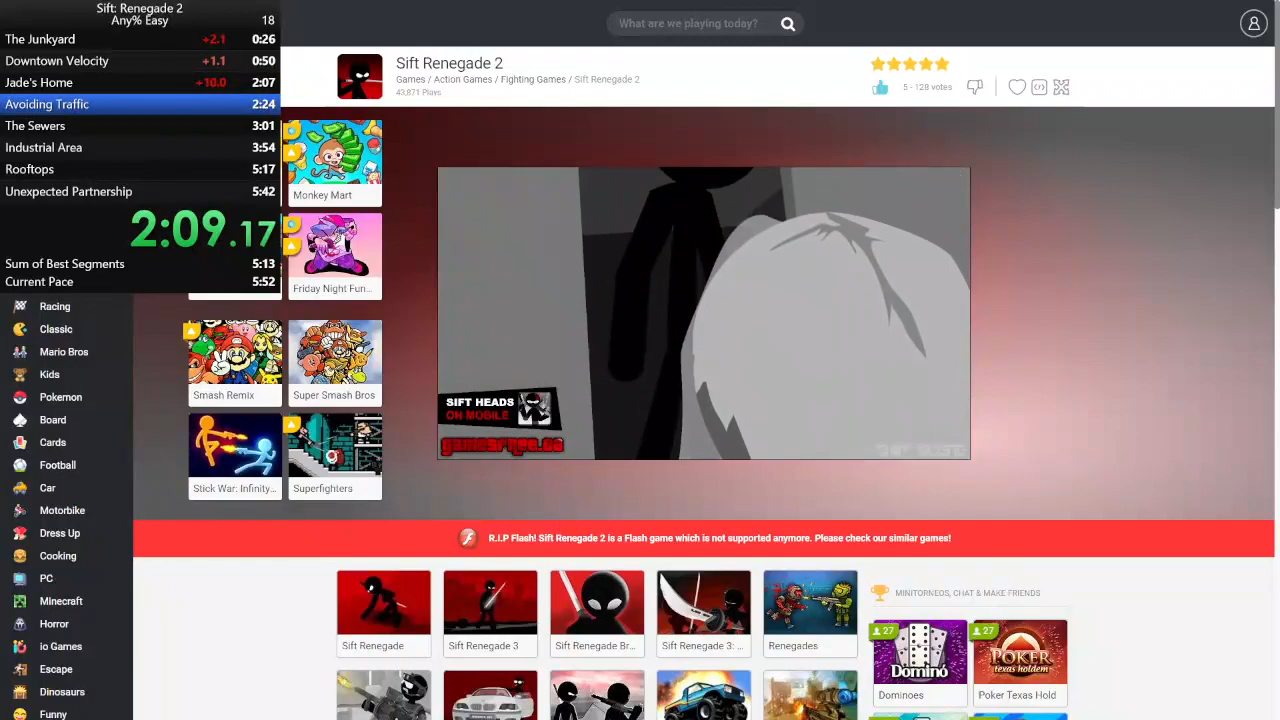 Sift: Renegade 2
Any% Easy 18
The Junkyard +2.1 0:26
Downtown Velocity +1.1 0:50
Jade's Home +10.0 2:07
Avoiding Traffic 2:24
The Sewers 3:01
Industrial Area 3:54
Rooftops 5:17
Unexpected Partnership 5:42
2:09.17
Sum of Best Segments 5:13
Current Pace 5:52
What are we playing today?
Sift Renegade 2
Games / Action Games / Fighting Games / Sift Renegade 2
43,871 Plays
5 - 128 votes
Monkey Mart
Friday Night Fun...
Smash Remix
Super Smash Bros
Stick War: Infinity...
Superfighters
Racing
Classic
Mario Bros
Kids
Pokemon
Board
Cards
Football
Car
Motorbike
Dress Up
Cooking
PC
Minecraft
Horror
io Games
Escape
Dinosaurs
Funny
SIFT HEADS
ON MOBILE
R.I.P Flash! Sift Renegade 2 is a Flash game which is not supported anymore. Please check our similar games!
Sift Renegade
Sift Renegade 3
Sift Renegade Br...
Sift Renegade 3: ...
Renegades
MINITORNEOS, CHAT & MAKE FRIENDS
27
Domino
Dominoes
27
POKER
texas holdem
Poker Texas Hold